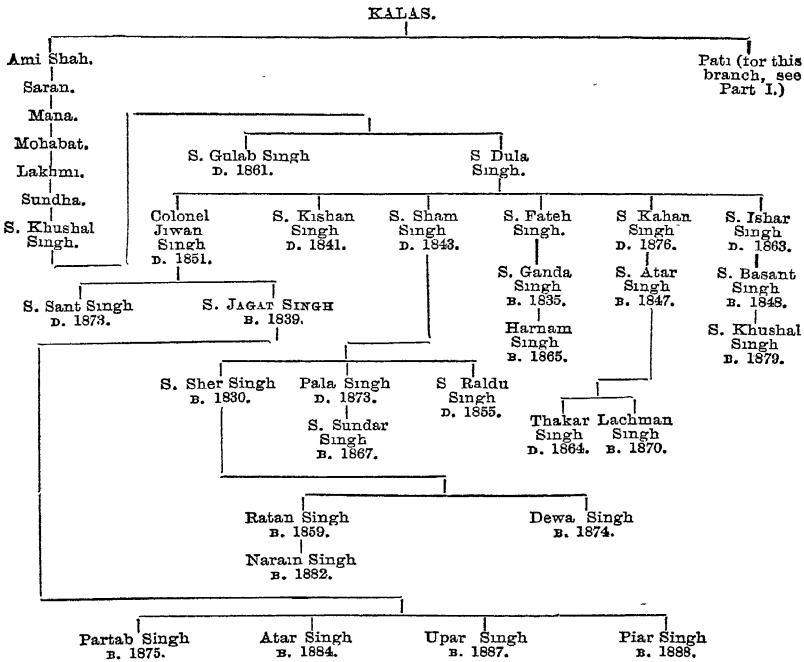 KALAS.
Ami Shah.
Saran.
Mana.
Mohabat.
Lakhmi.
Sundha.
S. Khushal
Singh.
Pati (for this
branch, see
Part I.)
S. Gulab Singh
D. 1861.
S Dula
Singh.
Colonel
Jiwan
Singh
D. 1851.
S. Kishan
Singh
D. 1841.
S. Sham
Singh
D. 1843.
S. Fateh
Singh.
S Kahan
Singh
D. 1876.
S. Ishar
Singh
D. 1863.
S. Sant Singh
D. 1873.
S. JAGAT SINGH
B. 1839.
S. Ganda
Singh
B. 1835.
Harnam
Singh
B. 1865.
S. Atar
Singh
B. 1847.
S. Basant
Singh
B. 1848.
S. Khushal
Singh
B. 1879.
S. Sher Singh
B. 1830.
Pala Singh
D. 1873.
S. Sundar
Singh
B. 1867.
S Raldu
Singh
D. 1855.
Thakar
Singh
D. 1864.
Lachman
Singh
B. 1870.
Ratan Singh
B. 1859.
Narain Singh
B. 1882.
Dewa Singh
B. 1874.
Partab Singh
B. 1875.
Atar Singh
B. 1884.
Upar Singh
B. 1887.
Piar Singh
B. 1888.